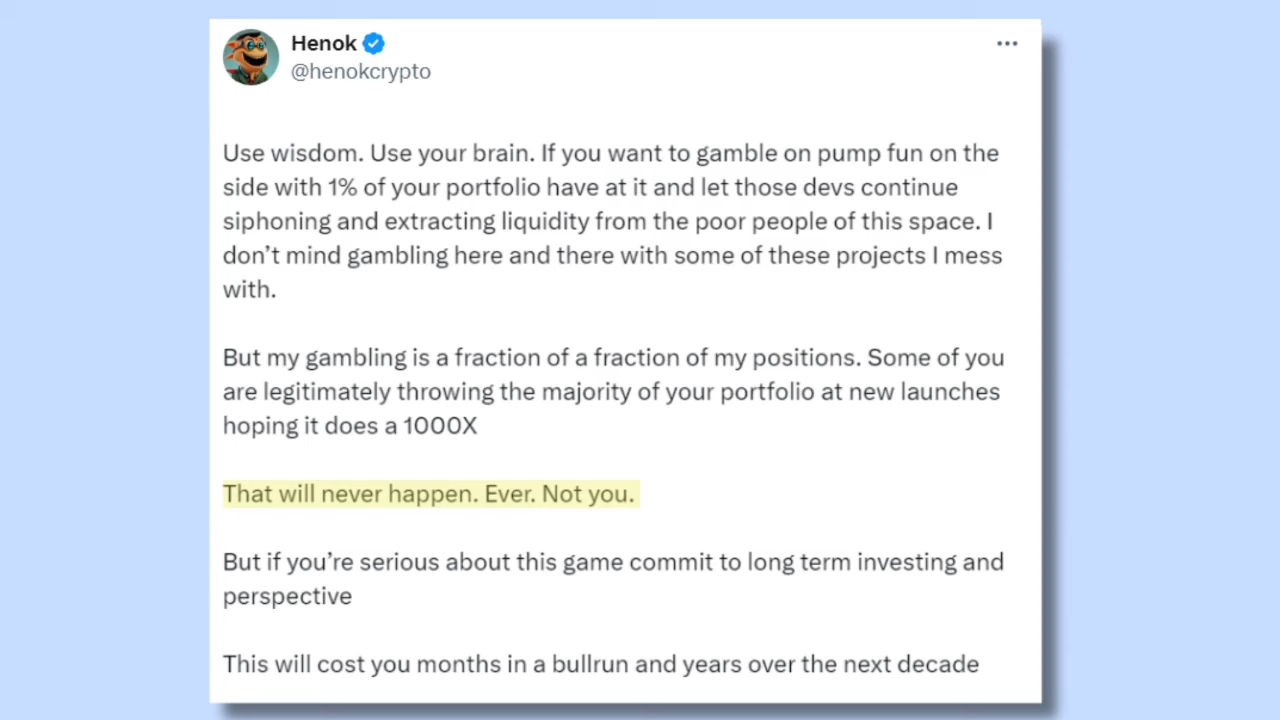 Henok
@henokcrypto
Use wisdom. Use your brain. If you want to gamble on pump fun on the
side with 1% of your portfolio have at it and let those devs continue
siphoning and extracting liquidity from the poor people of this space. I
don’t mind gambling here and there with some of these projects I mess
with.
But my gambling is a fraction of a fraction of my positions. Some of you
are legitimately throwing the majority of your portfolio at new launches
hoping it does a 1000X
That will never happen. Ever. Not you.
But if you’re serious about this game commit to long term investing and
perspective
This will cost you months in a bullrun and years over the next decade